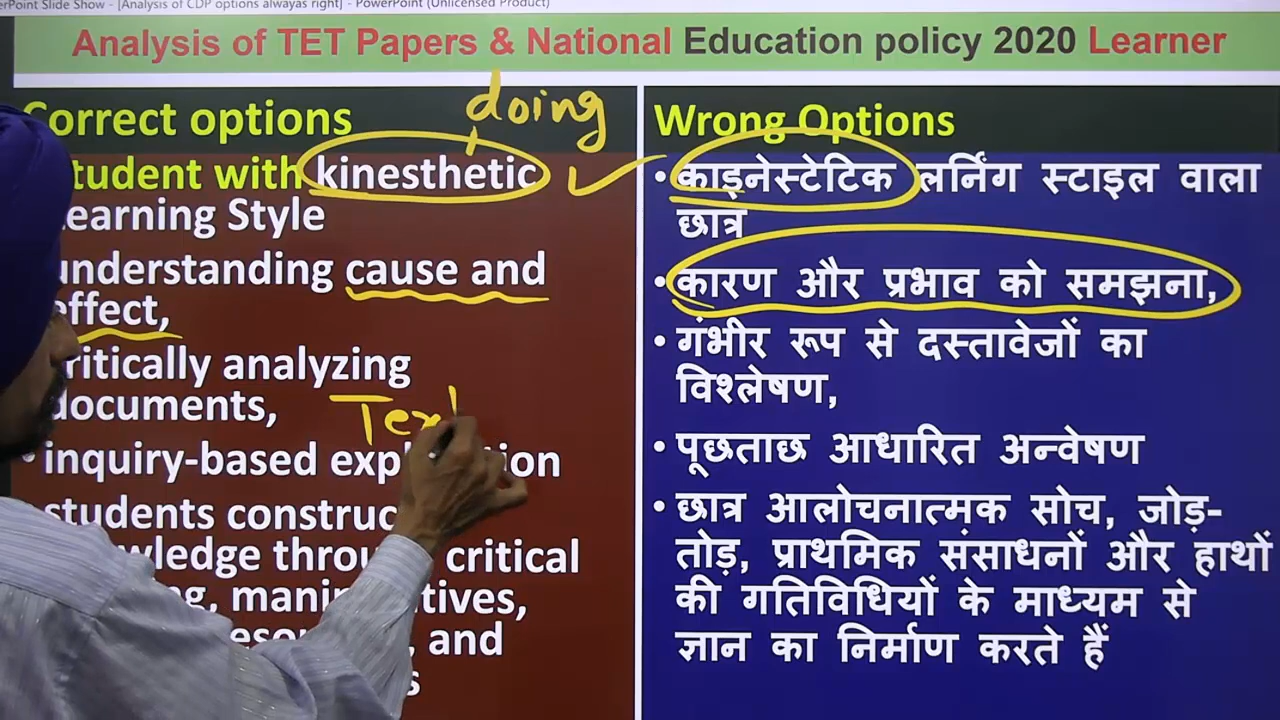 PowerPoint Slide Show - [Analysis of CDP options alwayas right] - PowerPoint (Unlicensed Product)
Analysis of TET Papers & National Education policy 2020 Learner
Correct options
doing
student with kinesthetic
Learning Style
understanding cause and
effect,
critically analyzing
documents,
inquiry-based
students
critical
and
Wrong Options
• काइनेस्टेटिक लर्निंग स्टाइल वाला
छात्र
• कारण और प्रभाव को समझना,
• गंभीर रूप से दस्तावेजों का
विश्लेषण,
• पूछताछ आधारित अन्वेषण
• छात्र आलोचनात्मक सोच, जोड़-
तोड़, प्राथमिक संसाधनों और हाथों
की गतिविधियों के माध्यम से
ज्ञान का निर्माण करते हैं